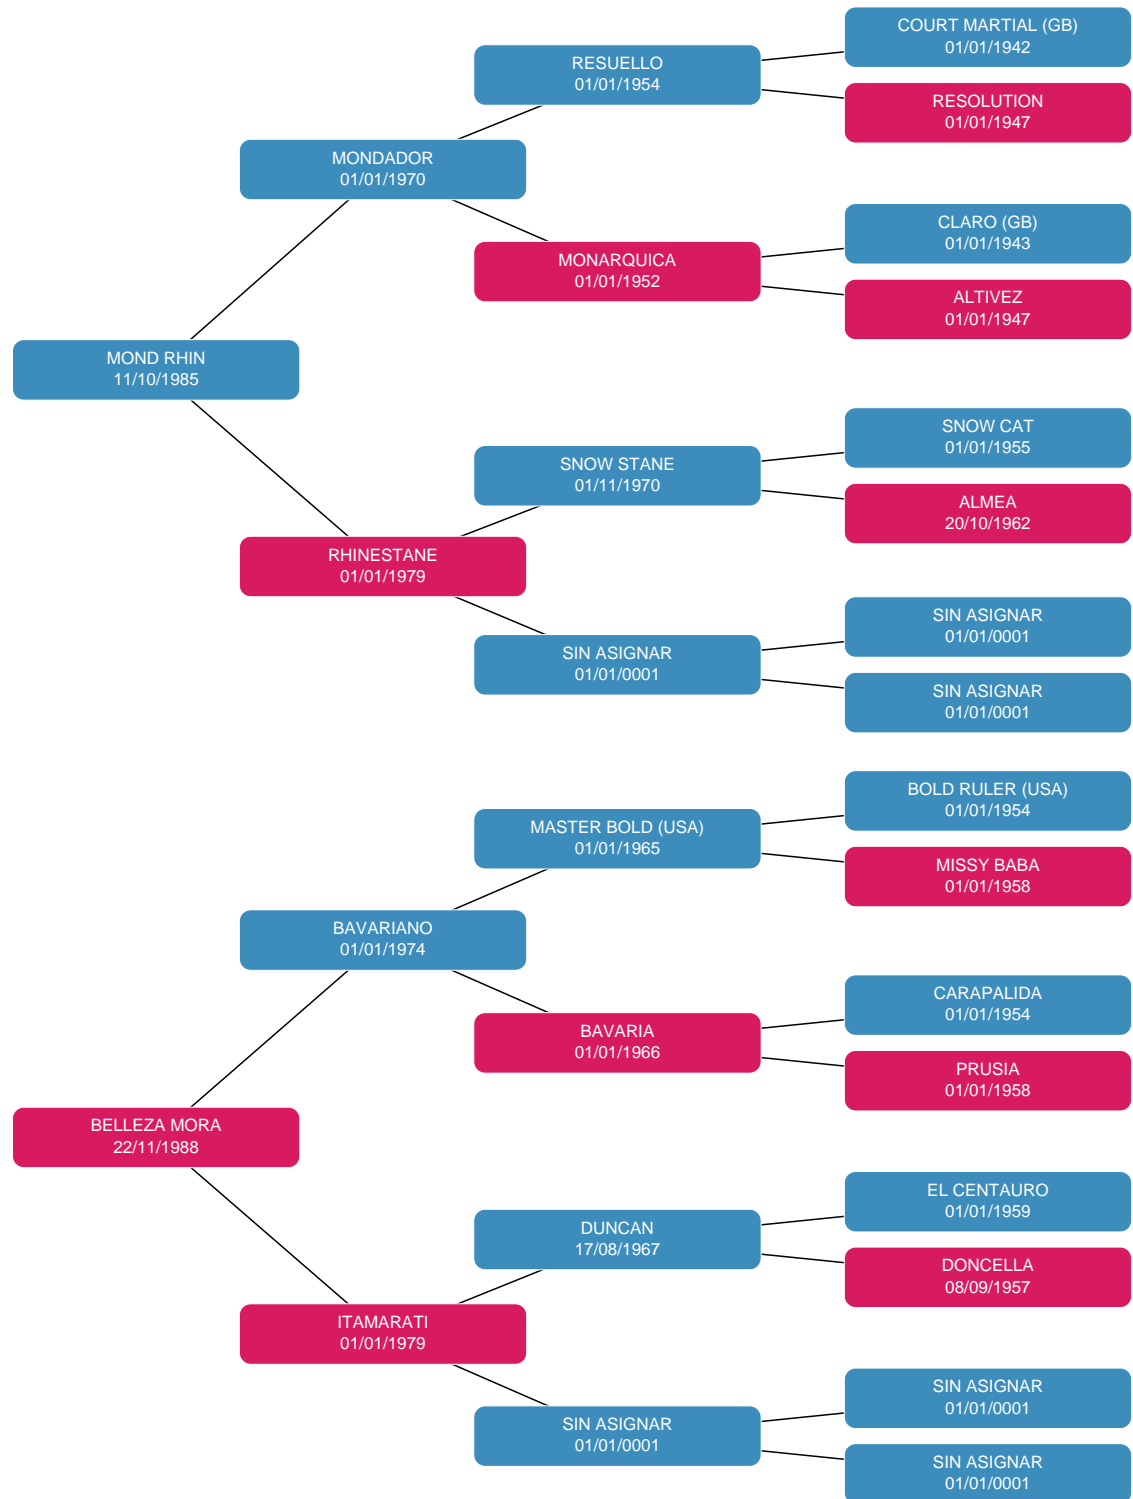 COURT MARTIAL (GB)
01/01/1942
RESUELLO
01/01/1954
RESOLUTION
01/01/1947
MONDADOR
01/01/1970
CLARO (GB)
01/01/1943
MONARQUICA
01/01/1952
ALTIVEZ
01/01/1947
MOND RHIN
11/10/1985
SNOW CAT
01/01/1955
SNOW STANE
01/11/1970
ALMEA
20/10/1962
RHINESTANE
01/01/1979
SIN ASIGNAR
01/01/0001
SIN ASIGNAR
01/01/0001
SIN ASIGNAR
01/01/0001
BOLD RULER (USA)
01/01/1954
MASTER BOLD (USA)
01/01/1965
MISSY BABA
01/01/1958
BAVARIANO
01/01/1974
CARAPALIDA
01/01/1954
BAVARIA
01/01/1966
PRUSIA
01/01/1958
BELLEZA MORA
22/11/1988
EL CENTAURO
01/01/1959
DUNCAN
17/08/1967
DONCELLA
08/09/1957
ITAMARATI
01/01/1979
SIN ASIGNAR
01/01/0001
SIN ASIGNAR
01/01/0001
SIN ASIGNAR
01/01/0001